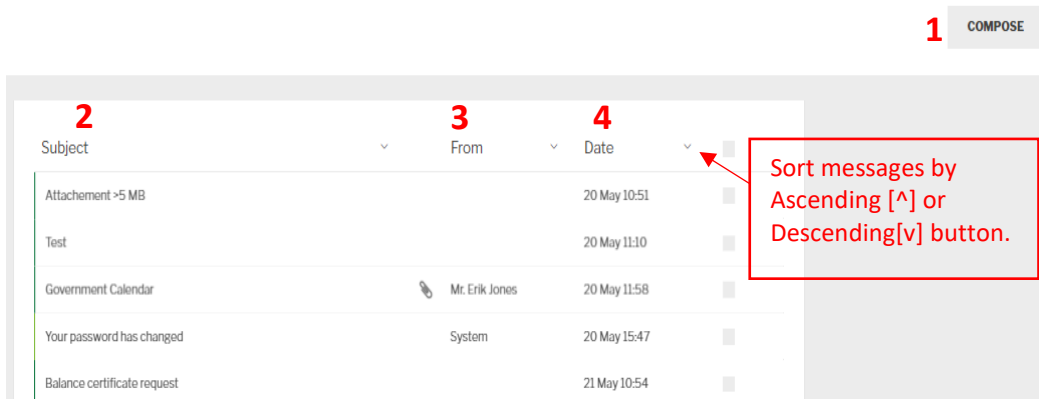 1 COMPOSE
2 3 4
Subject From Date
Sort messages by
Ascending [^] or
Descending[v] button.
Attachement >5 MB 20 May 10:51
Test 20 May 11:10
Government Calendar Mr. Erik Jones 20 May 11:58
Your password has changed System 20 May 15:47
Balance certificate request 21 May 10:54